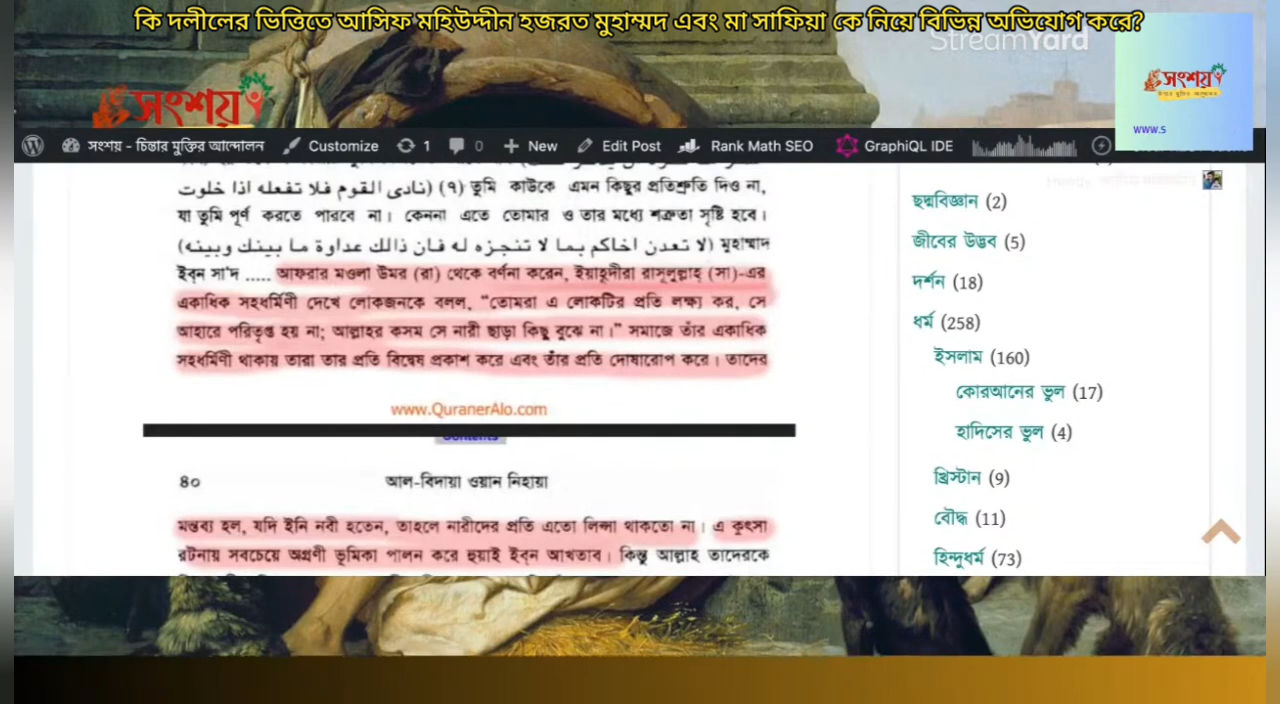 কি দলীলের ভিত্তিতে আসিফ মহিউদ্দীন হজরত মুহাম্মদ এবং মা সাফিয়া কে নিয়ে বিভিন্ন অভিযোগ করে?
StreamYard
সংশয়
সংশয়
চিন্তার মুক্তির আন্দোলন
WWW.S
সংশয় - চিন্তার মুক্তির আন্দোলন Customize 1 0 New Edit Post Rank Math SEO GraphiQL IDE
(نادى القوم فلا تفعله اذا خلوت) (৭) তুমি কাউকে এমন কিছুর প্রতিশ্রুতি দিও না,
যা তুমি পূর্ণ করতে পারবে না। কেননা এতে তোমার ও তার মধ্যে শত্রুতা সৃষ্টি হবে।
(لا تعدن اخاكم بما لا تنجزه له فان ذالك عداوة ما بينك وبينه) মুহাম্মাদ
ইব্‌ন সা'দ ..... আফরার মওলা উমর (রা) থেকে বর্ণনা করেন, ইয়াহূদীরা রাসূলুল্লাহ্ (সা)-এর
একাধিক সহধর্মিণী দেখে লোকজনকে বলল, “তোমরা এ লোকটির প্রতি লক্ষ্য কর, সে
আহারে পরিতৃপ্ত হয় না; আল্লাহর কসম সে নারী ছাড়া কিছু বুঝে না।” সমাজে তাঁর একাধিক
সহধর্মিণী থাকায় তারা তার প্রতি বিদ্বেষ প্রকাশ করে এবং তাঁর প্রতি দোষারোপ করে। তাদের
www.QuranerAlo.com
Contents
৪০ আল-বিদায়া ওয়ান নিহায়া
মন্তব্য হল, যদি ইনি নবী হতেন, তাহলে নারীদের প্রতি এতো লিপ্সা থাকতো না। এ কুৎসা
রটনায় সবচেয়ে অগ্রণী ভূমিকা পালন করে হুয়াই ইব্‌ন আখতাব। কিন্তু আল্লাহ তাদেরকে
ছদ্মবিজ্ঞান (2)
জীবের উদ্ভব (5)
দর্শন (18)
ধর্ম (258)
ইসলাম (160)
কোরআনের ভুল (17)
হাদিসের ভুল (4)
খ্রিস্টান (9)
বৌদ্ধ (11)
হিন্দুধর্ম (73)